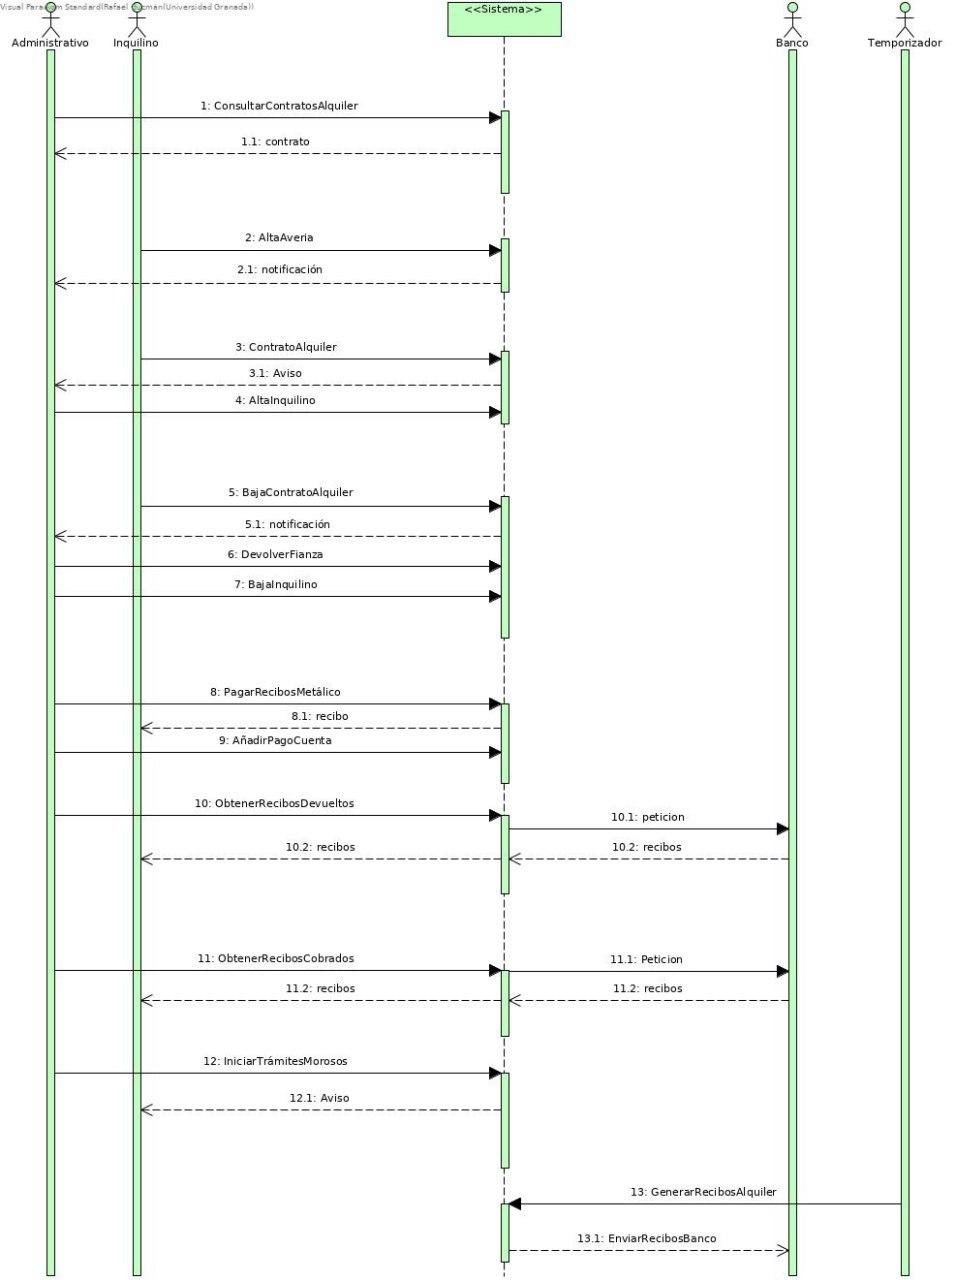 Visual Paradigm Standard(Rafael Guzmán(Universidad Granada))
<<Sistema>>
Administrativo
Inquilino
Banco
Temporizador
1: ConsultarContratosAlquiler
1.1: contrato
2: AltaAveria
2.1: notificación
3: ContratoAlquiler
3.1: Aviso
4: AltaInquilino
5: BajaContratoAlquiler
5.1: notificación
6: DevolverFianza
7: BajaInquilino
8: PagarRecibosMetálico
8.1: recibo
9: AñadirPagoCuenta
10: ObtenerRecibosDevueltos
10.1: peticion
10.2: recibos
10.2: recibos
11: ObtenerRecibosCobrados
11.1: Peticion
11.2: recibos
11.2: recibos
12: IniciarTrámitesMorosos
12.1: Aviso
13: GenerarRecibosAlquiler
13.1: EnviarRecibosBanco